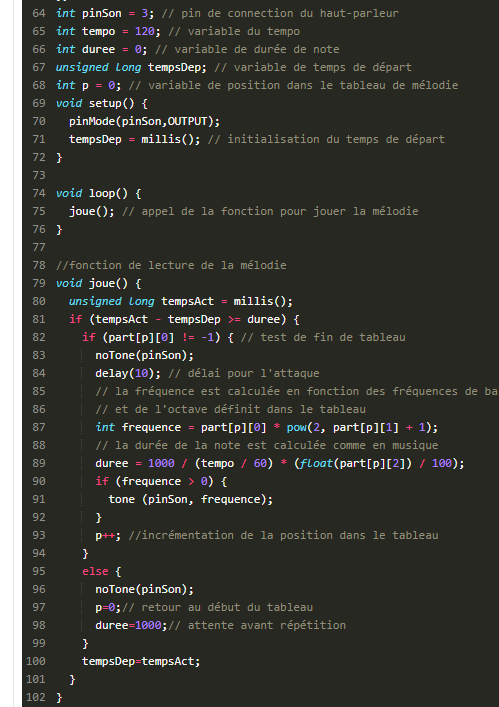 64 int pinSon = 3; // pin de connection du haut-parleur
65 int tempo = 120; // variable du tempo
66 int duree = 0; // variable de durée de note
67 unsigned long tempsDep; // variable de temps de départ
68 int p = 0; // variable de position dans le tableau de mélodie
69 void setup() {
70   pinMode(pinSon,OUTPUT);
71   tempsDep = millis(); // initialisation du temps de départ
72 }
73
74 void loop() {
75   joue(); // appel de la fonction pour jouer la mélodie
76 }
77
78 //fonction de lecture de la mélodie
79 void joue() {
80   unsigned long tempsAct = millis();
81   if (tempsAct - tempsDep >= duree) {
82     if (part[p][0] != -1) { // test de fin de tableau
83       noTone(pinSon);
84       delay(10); // délai pour l'attaque
85       // la fréquence est calculée en fonction des fréquences de ba
86       // et de l'octave définit dans le tableau
87       int frequence = part[p][0] * pow(2, part[p][1] + 1);
88       // la durée de la note est calculée comme en musique
89       duree = 1000 / (tempo / 60) * (float(part[p][2]) / 100);
90       if (frequence > 0) {
91         tone (pinSon, frequence);
92       }
93       p++; //incrémentation de la position dans le tableau
94     }
95     else {
96       noTone(pinSon);
97       p=0;// retour au début du tableau
98       duree=1000;// attente avant répétition
99     }
100     tempsDep=tempsAct;
101   }
102 }